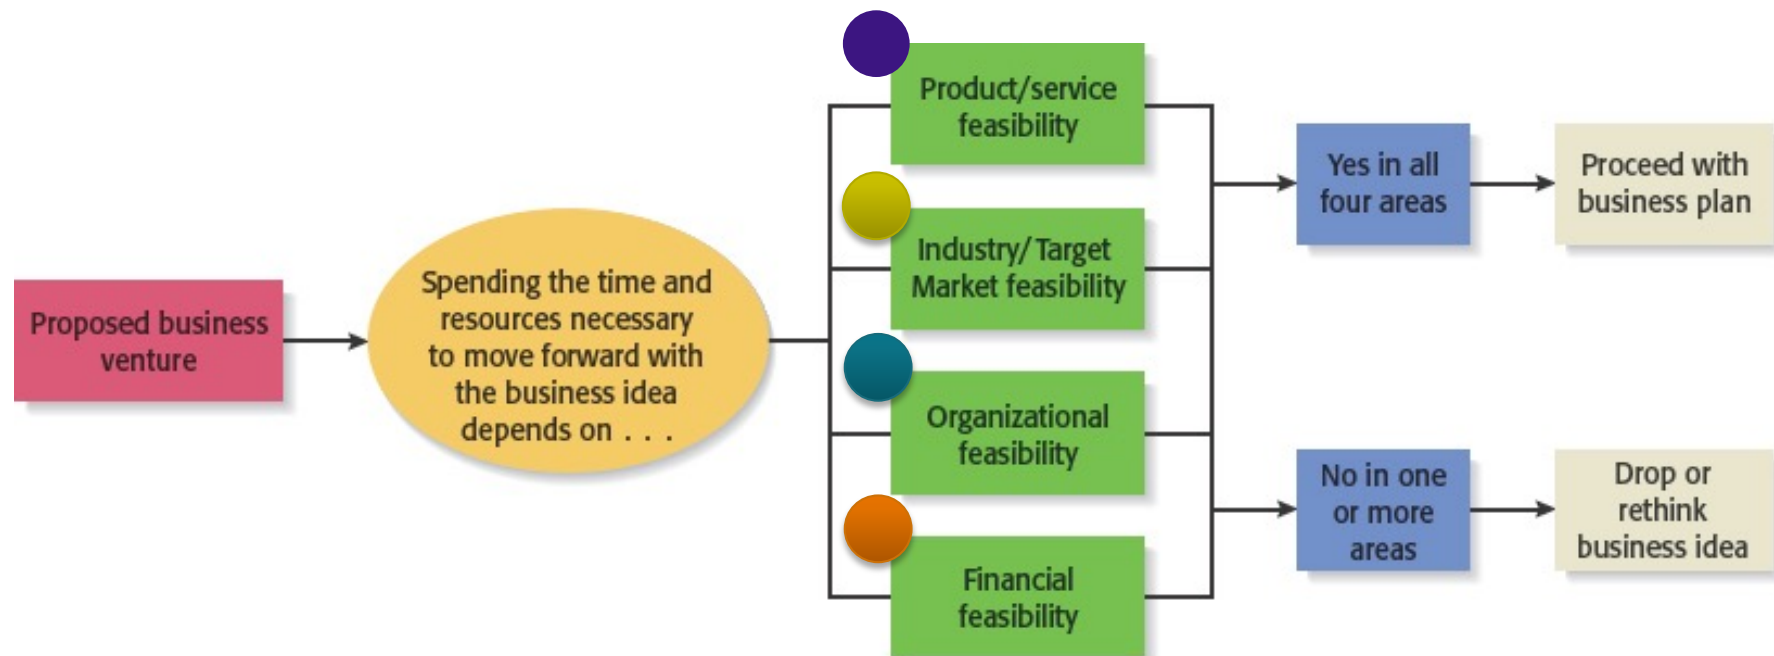 Proposed business
venture
Spending the time and
resources necessary
to move forward with
the business idea
depends on . . .
Product/service
feasibility
Industry/Target
Market feasibility
Organizational
feasibility
Financial
feasibility
Yes in all
four areas
Proceed with
business plan
No in one
or more
areas
Drop or
rethink
business idea